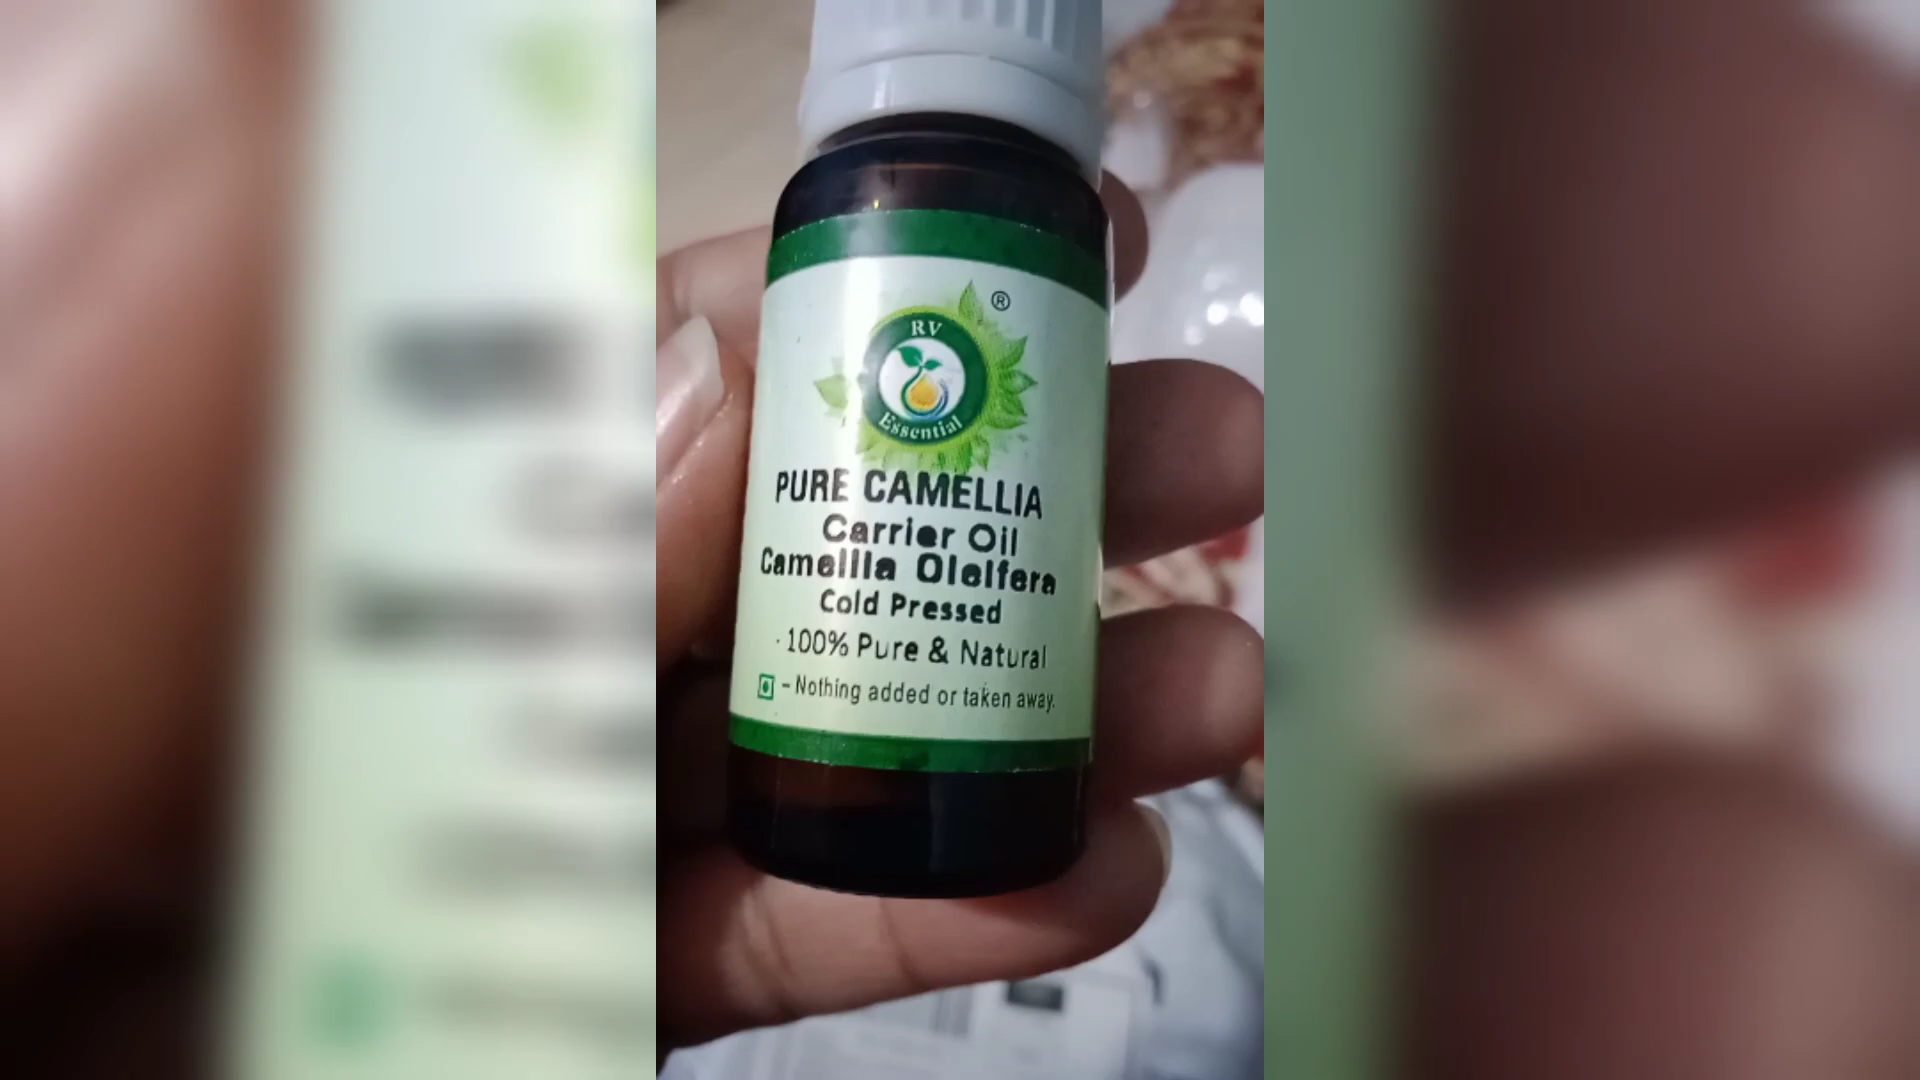 ®
RV
Essential
PURE CAMELLIA
Carrier Oil
Camellia Oleifera
Cold Pressed
· 100% Pure & Natural
– Nothing added or taken away.